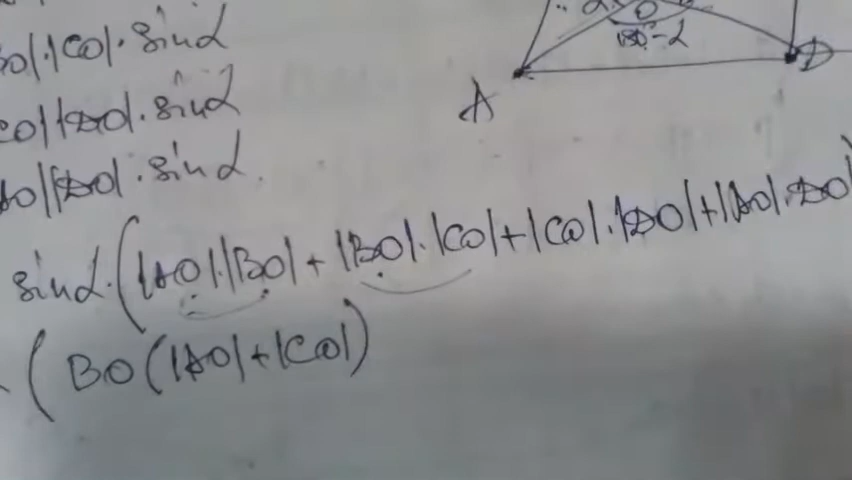 α O
180°-α
A D
BO|·|CO|·sinα
CO||DO|·sinα
AO||DO|·sinα.
sinα·(|AO|·|BO|+|BO|·|CO|+|CO|·|DO|+|AO|·DO|
(BO(|AO|+|CO|)